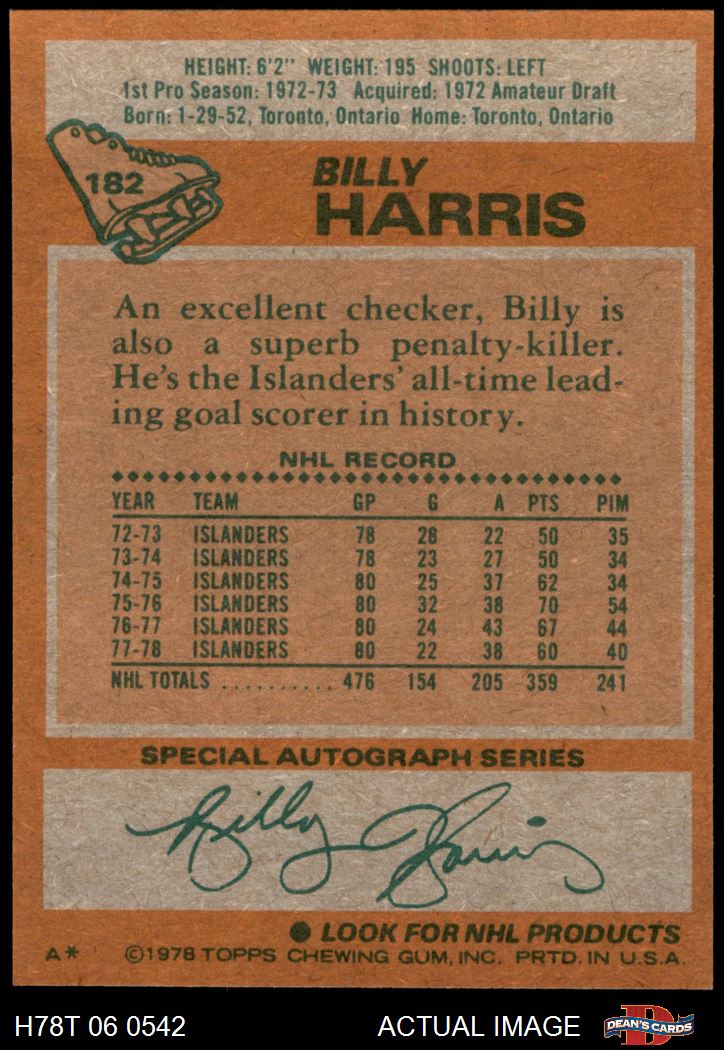 HEIGHT: 6'2" WEIGHT: 195 SHOOTS: LEFT
1st Pro Season: 1972-73 Acquired: 1972 Amateur Draft
Born: 1-29-52, Toronto, Ontario Home: Toronto, Ontario
182
BILLY
HARRIS
An excellent checker, Billy is
also a superb penalty-killer.
He's the Islanders' all-time lead-
ing goal scorer in history.
NHL RECORD
YEAR TEAM GP G A PTS PIM
72-73 ISLANDERS 78 28 22 50 35
73-74 ISLANDERS 78 23 27 50 34
74-75 ISLANDERS 80 25 37 62 34
75-76 ISLANDERS 80 32 38 70 54
76-77 ISLANDERS 80 24 43 67 44
77-78 ISLANDERS 80 22 38 60 40
NHL TOTALS .......... 476 154 205 359 241
SPECIAL AUTOGRAPH SERIES
Billy Harris
● LOOK FOR NHL PRODUCTS
A* ©1978 TOPPS CHEWING GUM, INC. PRTD. IN U.S.A.
H78T 06 0542 ACTUAL IMAGE DEAN'S CARDS